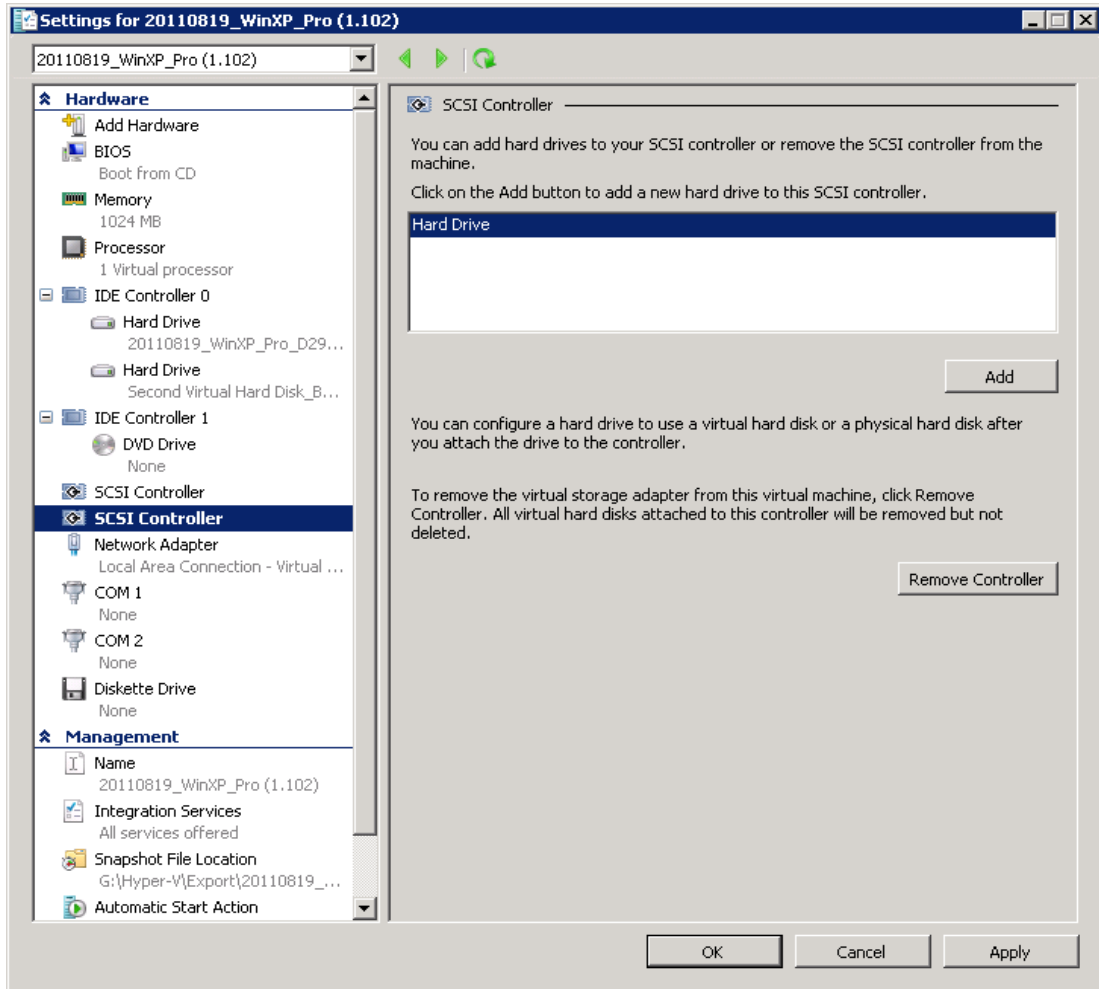 Settings for 20110819_WinXP_Pro (1.102)
20110819_WinXP_Pro (1.102)
Hardware
Add Hardware
BIOS
Boot from CD
Memory
1024 MB
Processor
1 Virtual processor
IDE Controller 0
Hard Drive
20110819_WinXP_Pro_D29...
Hard Drive
Second Virtual Hard Disk_B...
IDE Controller 1
DVD Drive
None
SCSI Controller
SCSI Controller
Network Adapter
Local Area Connection - Virtual ...
COM 1
None
COM 2
None
Diskette Drive
None
Management
Name
20110819_WinXP_Pro (1.102)
Integration Services
All services offered
Snapshot File Location
G:\Hyper-V\Export\20110819_...
Automatic Start Action
SCSI Controller
You can add hard drives to your SCSI controller or remove the SCSI controller from the
machine.
Click on the Add button to add a new hard drive to this SCSI controller.
Hard Drive
Add
You can configure a hard drive to use a virtual hard disk or a physical hard disk after
you attach the drive to the controller.
To remove the virtual storage adapter from this virtual machine, click Remove
Controller. All virtual hard disks attached to this controller will be removed but not
deleted.
Remove Controller
OK
Cancel
Apply